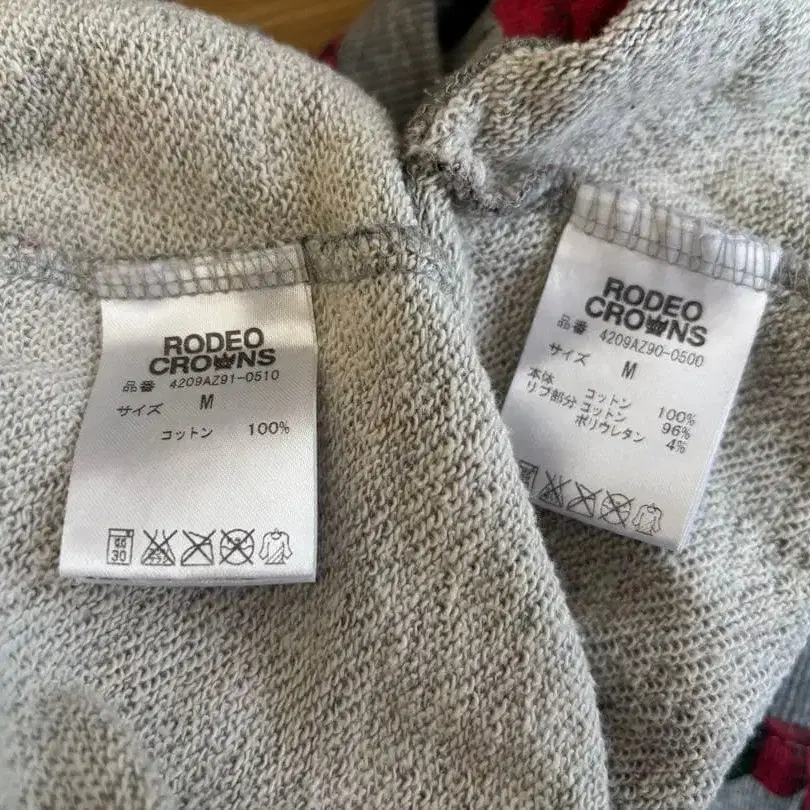 RODEO
CROWNS
品番 4209AZ91-0510
サイズ M
コットン 100%
30
RODEO
CROWNS
品番 4209AZ90-0500
サイズ M
本体 コットン 100%
リブ部分 コットン 96%
ポリウレタン 4%